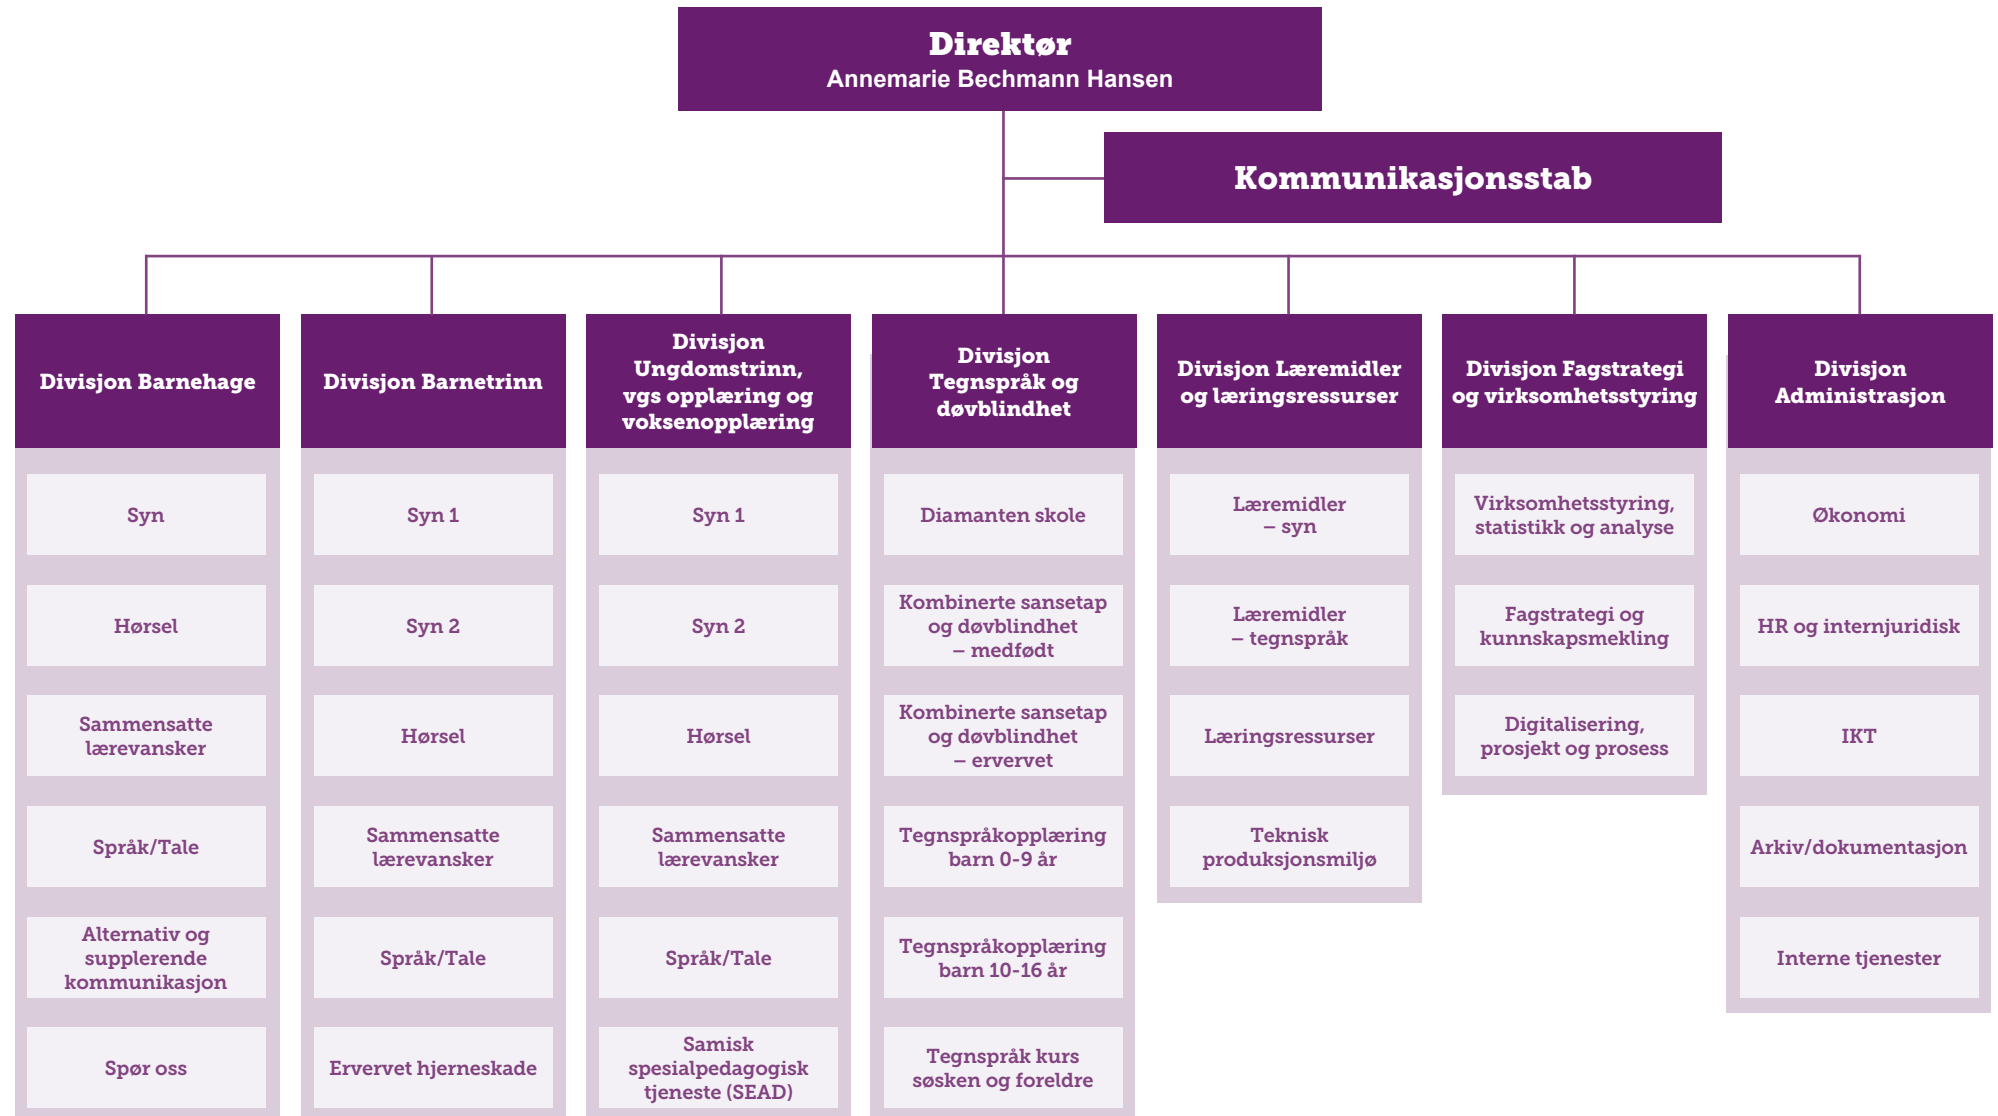 Direktør
Annemarie Bechmann Hansen
Kommunikasjonsstab
Divisjon Barnehage
Syn
Hørsel
Sammensatte
lærevansker
Språk/Tale
Alternativ og
supplerende
kommunikasjon
Spør oss
Divisjon Barnetrinn
Syn 1
Syn 2
Hørsel
Sammensatte
lærevansker
Språk/Tale
Ervervet hjerneskade
Divisjon
Ungdomstrinn,
vgs opplæring og
voksenopplæring
Syn 1
Syn 2
Hørsel
Sammensatte
lærevansker
Språk/Tale
Samisk
spesialpedagogisk
tjeneste (SEAD)
Divisjon
Tegnspråk og
døvblindhet
Diamanten skole
Kombinerte sansetap
og døvblindhet
– medfødt
Kombinerte sansetap
og døvblindhet
– ervervet
Tegnspråkopplæring
barn 0-9 år
Tegnspråkopplæring
barn 10-16 år
Tegnspråk kurs
søsken og foreldre
Divisjon Læremidler
og læringsressurser
Læremidler
– syn
Læremidler
– tegnspråk
Læringsressurser
Teknisk
produksjonsmiljø
Divisjon Fagstrategi
og virksomhetsstyring
Virksomhetsstyring,
statistikk og analyse
Fagstrategi og
kunnskapsmekling
Digitalisering,
prosjekt og prosess
Divisjon
Administrasjon
Økonomi
HR og internjuridisk
IKT
Arkiv/dokumentasjon
Interne tjenester